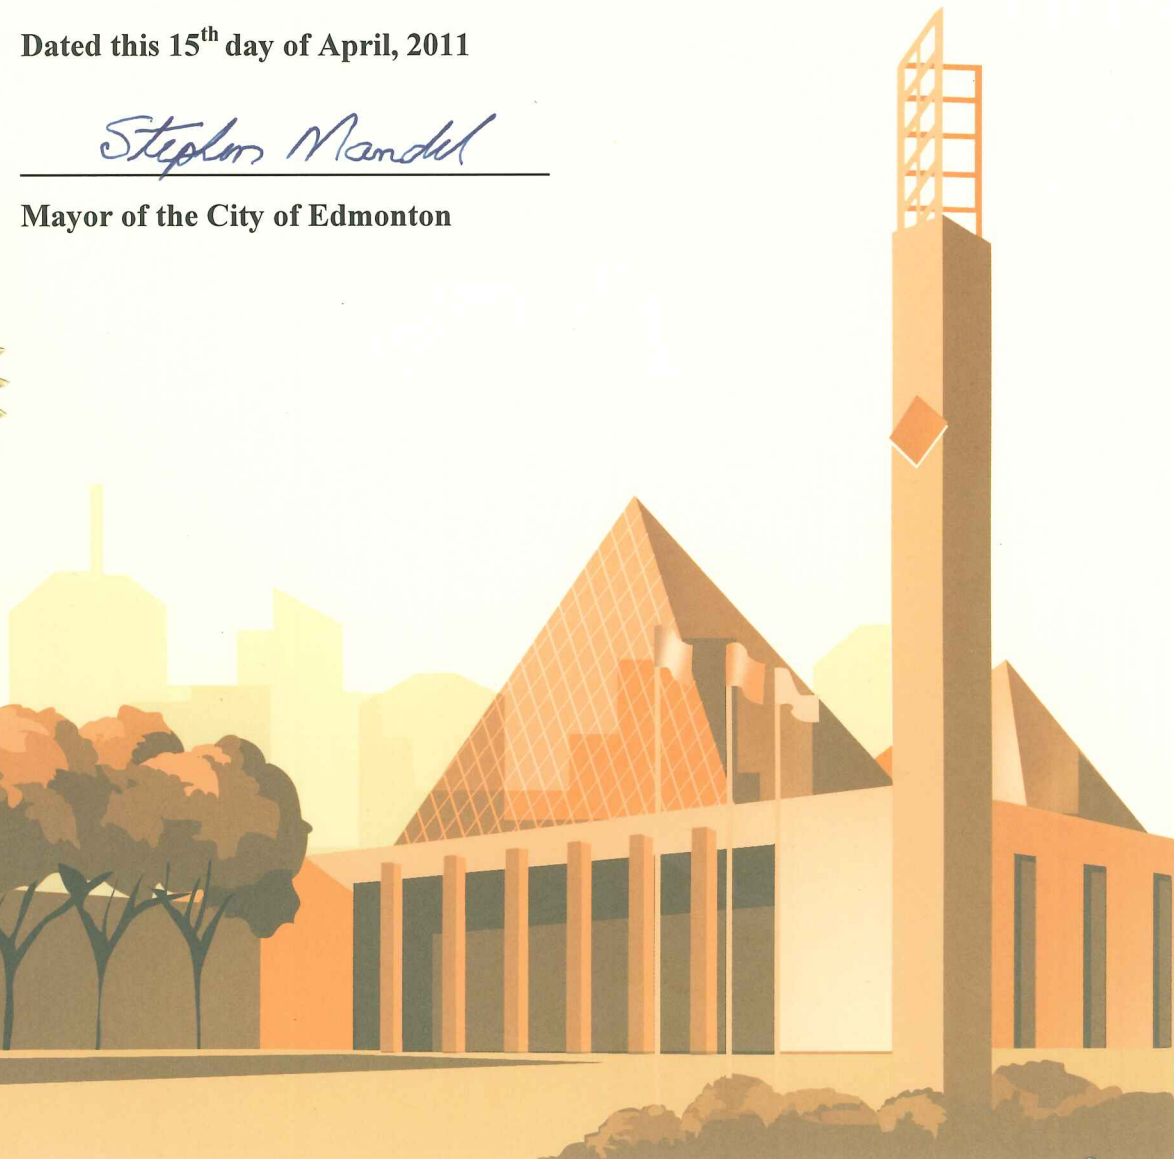 Dated this 15th day of April, 2011
Stephen Mandel
Mayor of the City of Edmonton